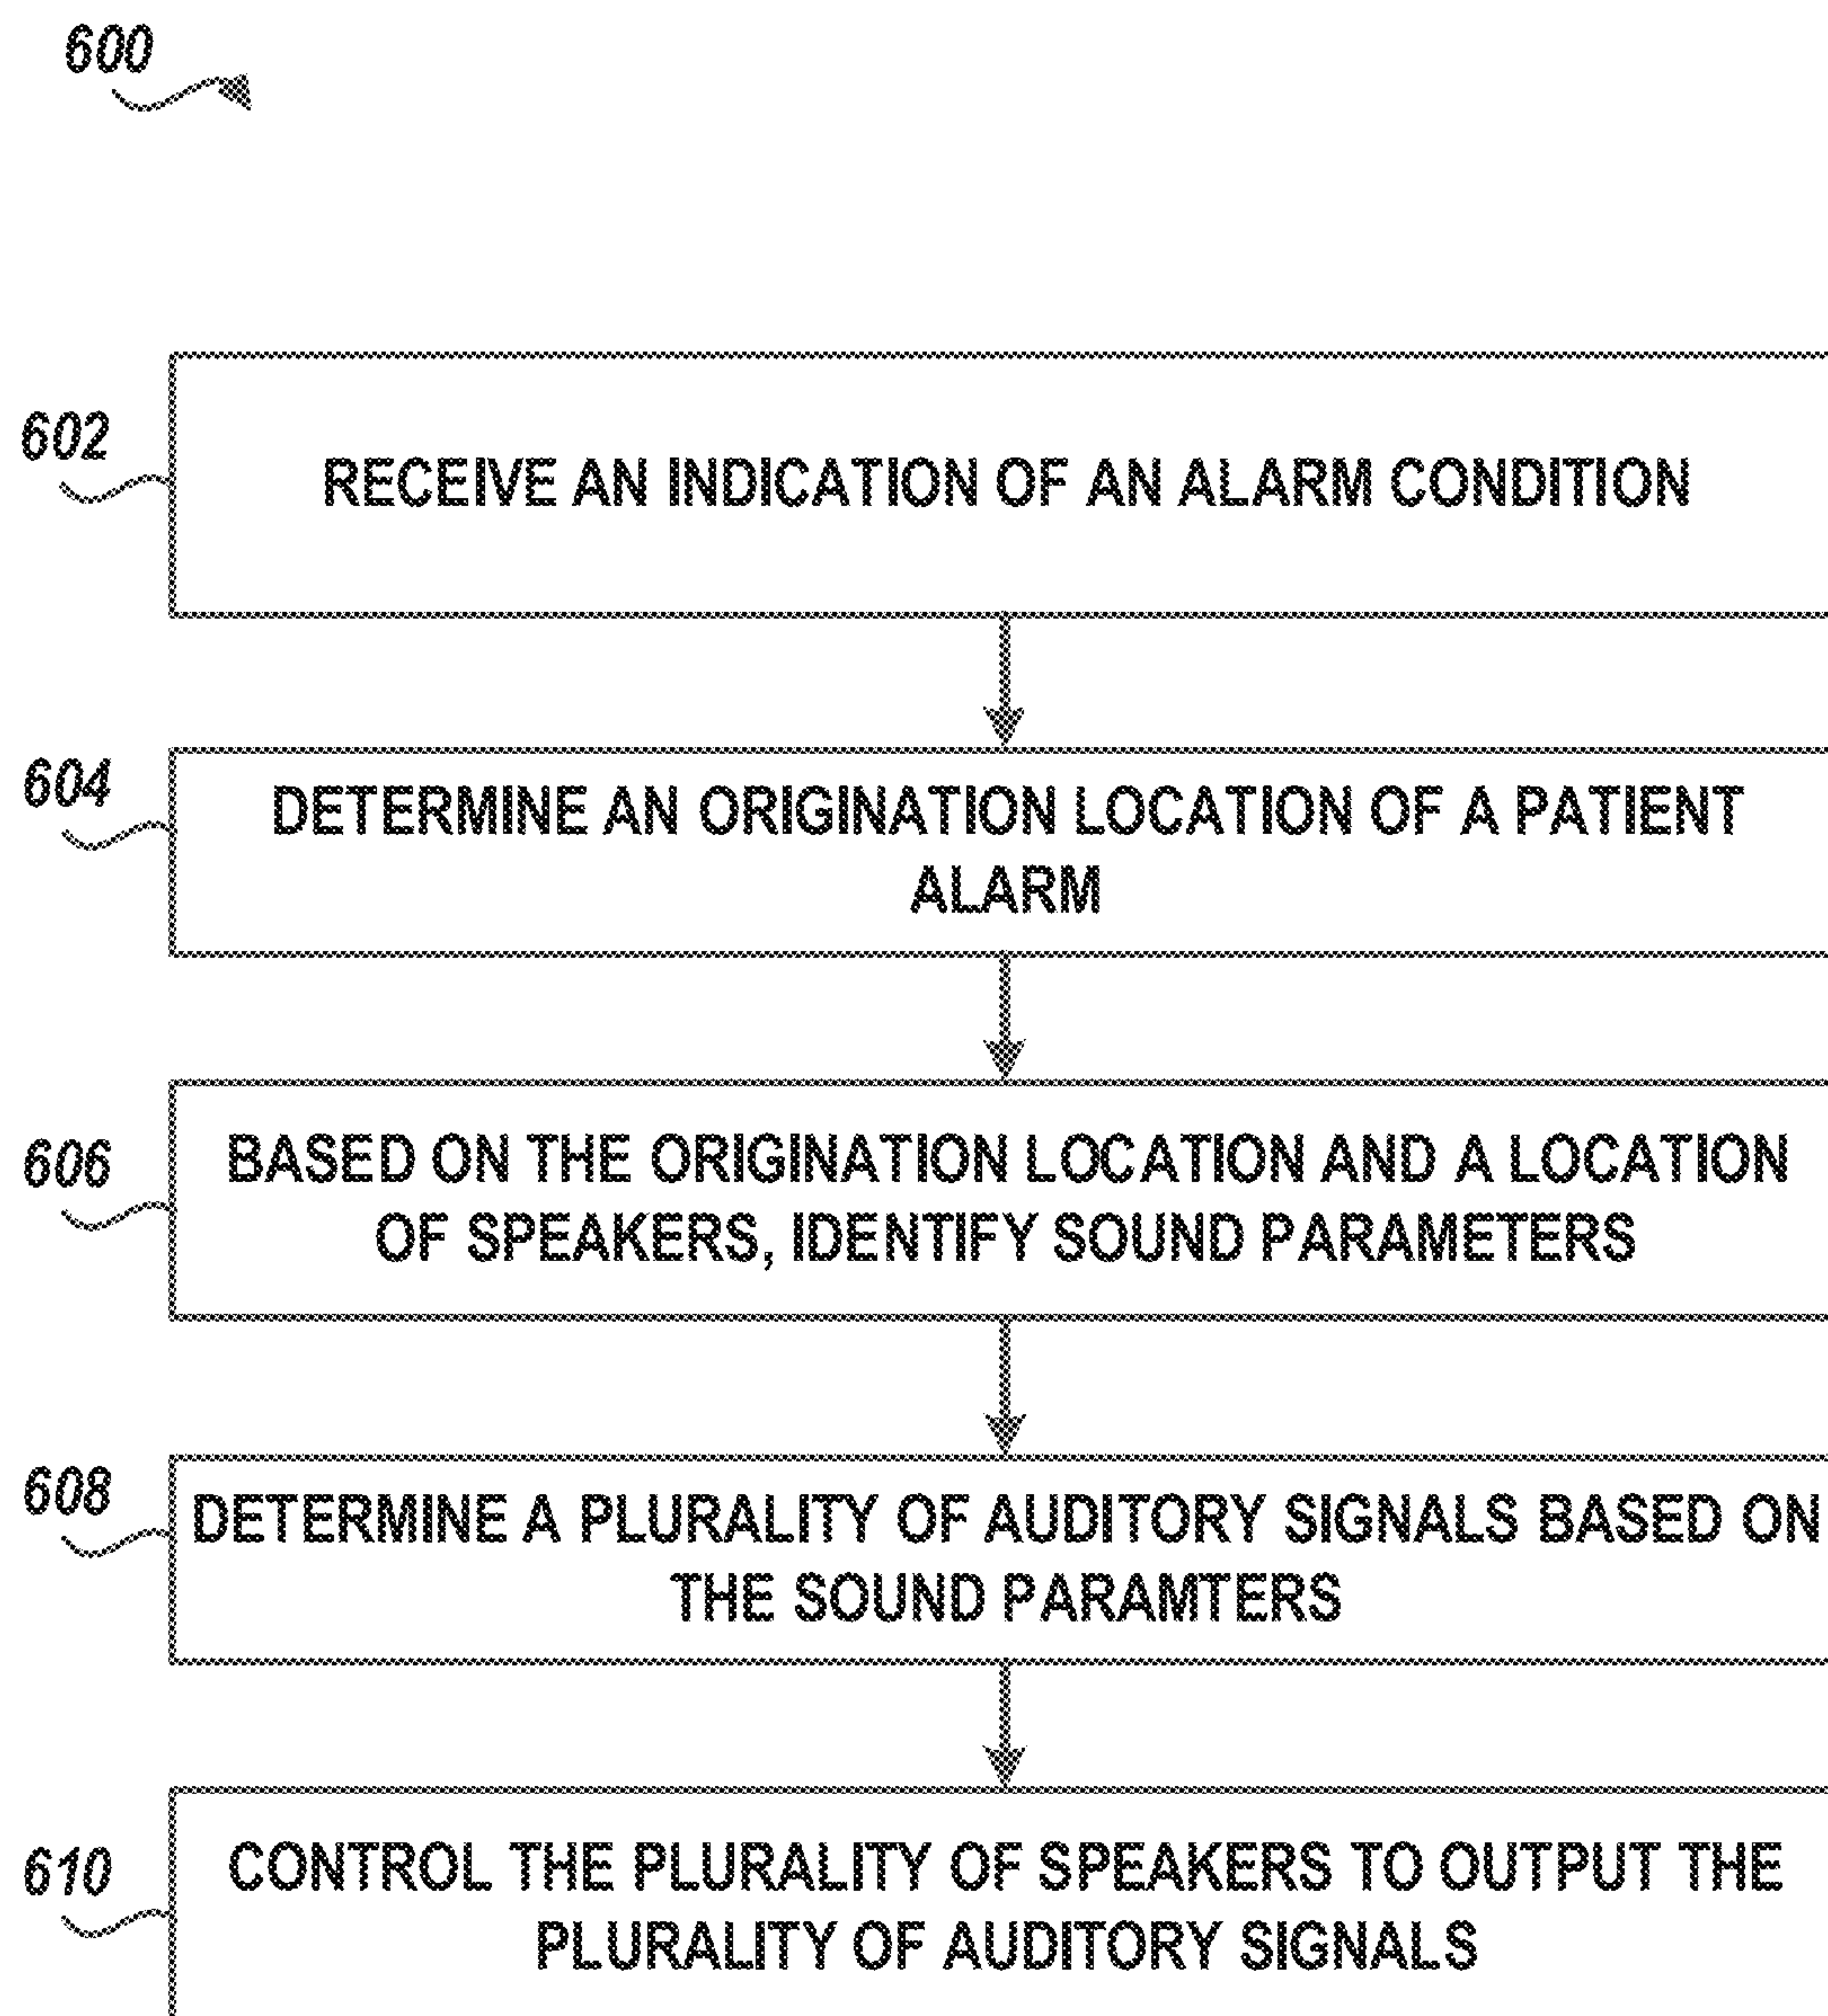 600
602
RECEIVE AN INDICATION OF AN ALARM CONDITION
604
DETERMINE AN ORIGINATION LOCATION OF A PATIENT
ALARM
606
BASED ON THE ORIGINATION LOCATION AND A LOCATION
OF SPEAKERS, IDENTIFY SOUND PARAMETERS
608
DETERMINE A PLURALITY OF AUDITORY SIGNALS BASED ON
THE SOUND PARAMTERS
610
CONTROL THE PLURALITY OF SPEAKERS TO OUTPUT THE
PLURALITY OF AUDITORY SIGNALS